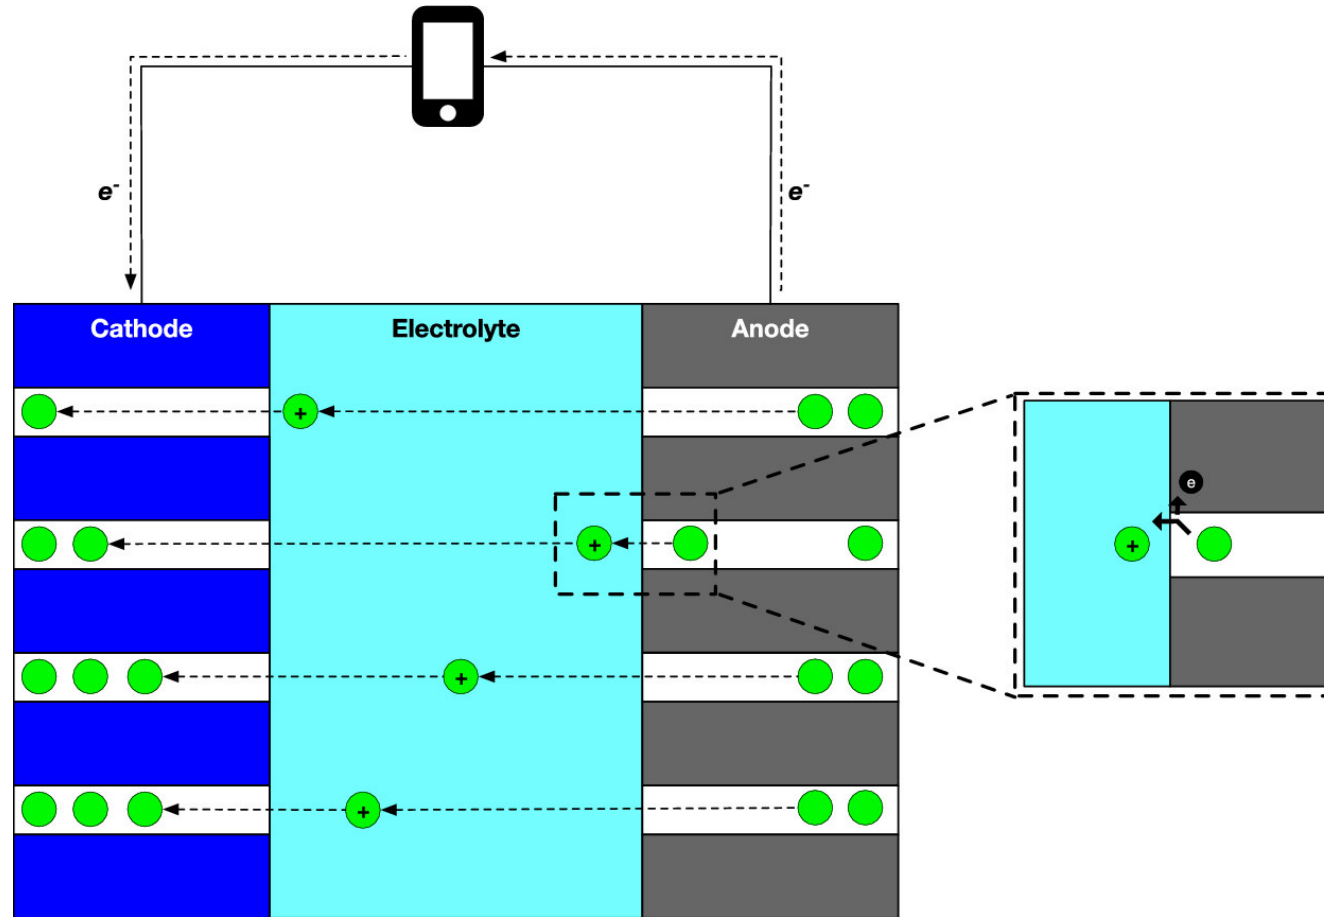 e-
e-
Cathode
Electrolyte
Anode
+
e
+
+
+
+